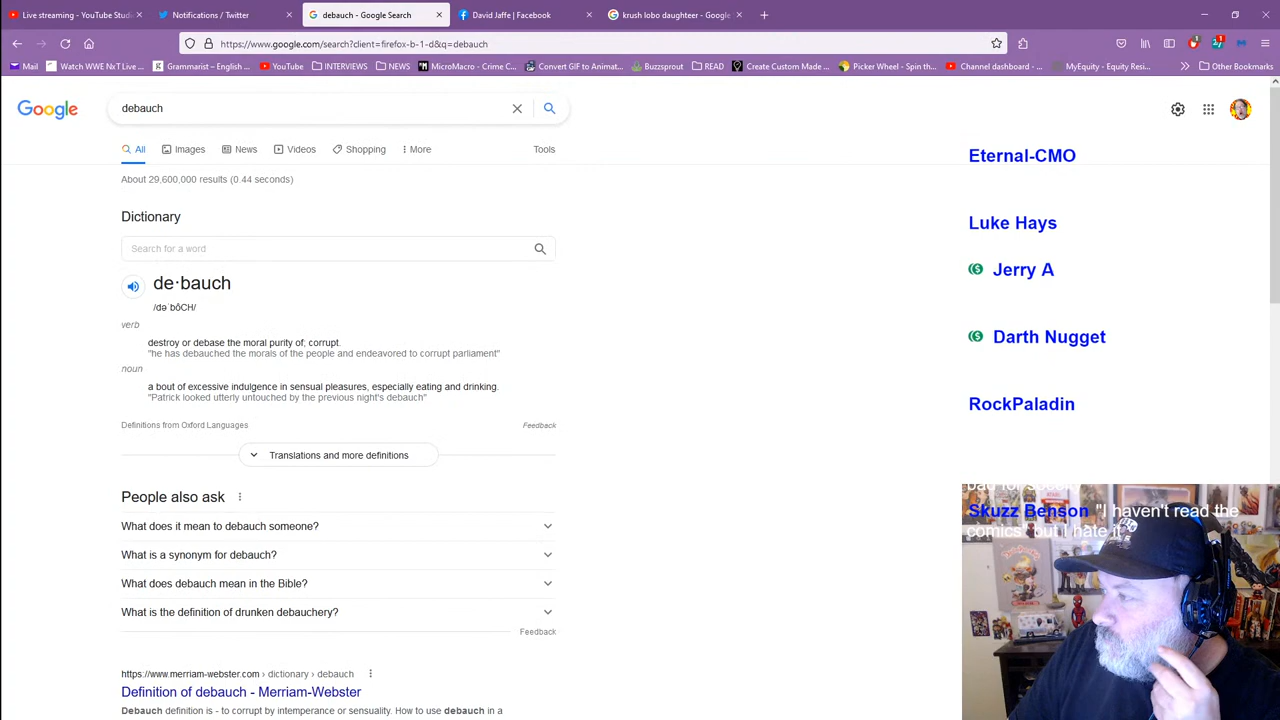 Live streaming - YouTube Studi
Notifications / Twitter
debauch - Google Search
David Jaffe | Facebook
krush lobo daughteer - Google
https://www.google.com/search?client=firefox-b-1-d&q=debauch
Mail
Watch WWE NxT Live
Grammarist – English
YouTube
INTERVIEWS
NEWS
MicroMacro - Crime C...
Convert GIF to Animat...
Buzzsprout
READ
Create Custom Made ...
Picker Wheel - Spin th...
Channel dashboard - ...
MyEquity - Equity Resi...
Other Bookmarks
Google
debauch
All
Images
News
Videos
Shopping
More
Tools
About 29,600,000 results (0.44 seconds)
Dictionary
Search for a word
de·bauch
/dəˈbôCH/
verb
destroy or debase the moral purity of; corrupt.
"he has debauched the morals of the people and endeavored to corrupt parliament"
noun
a bout of excessive indulgence in sensual pleasures, especially eating and drinking.
"Patrick looked utterly untouched by the previous night's debauch"
Definitions from Oxford Languages
Feedback
Translations and more definitions
People also ask
What does it mean to debauch someone?
What is a synonym for debauch?
What does debauch mean in the Bible?
What is the definition of drunken debauchery?
Feedback
https://www.merriam-webster.com › dictionary › debauch
Definition of debauch - Merriam-Webster
Debauch definition is - to corrupt by intemperance or sensuality. How to use debauch in a
Eternal-CMO
Luke Hays
Jerry A
Darth Nugget
RockPaladin
Skuzz Benson "I haven't read the
comics" but I hate it